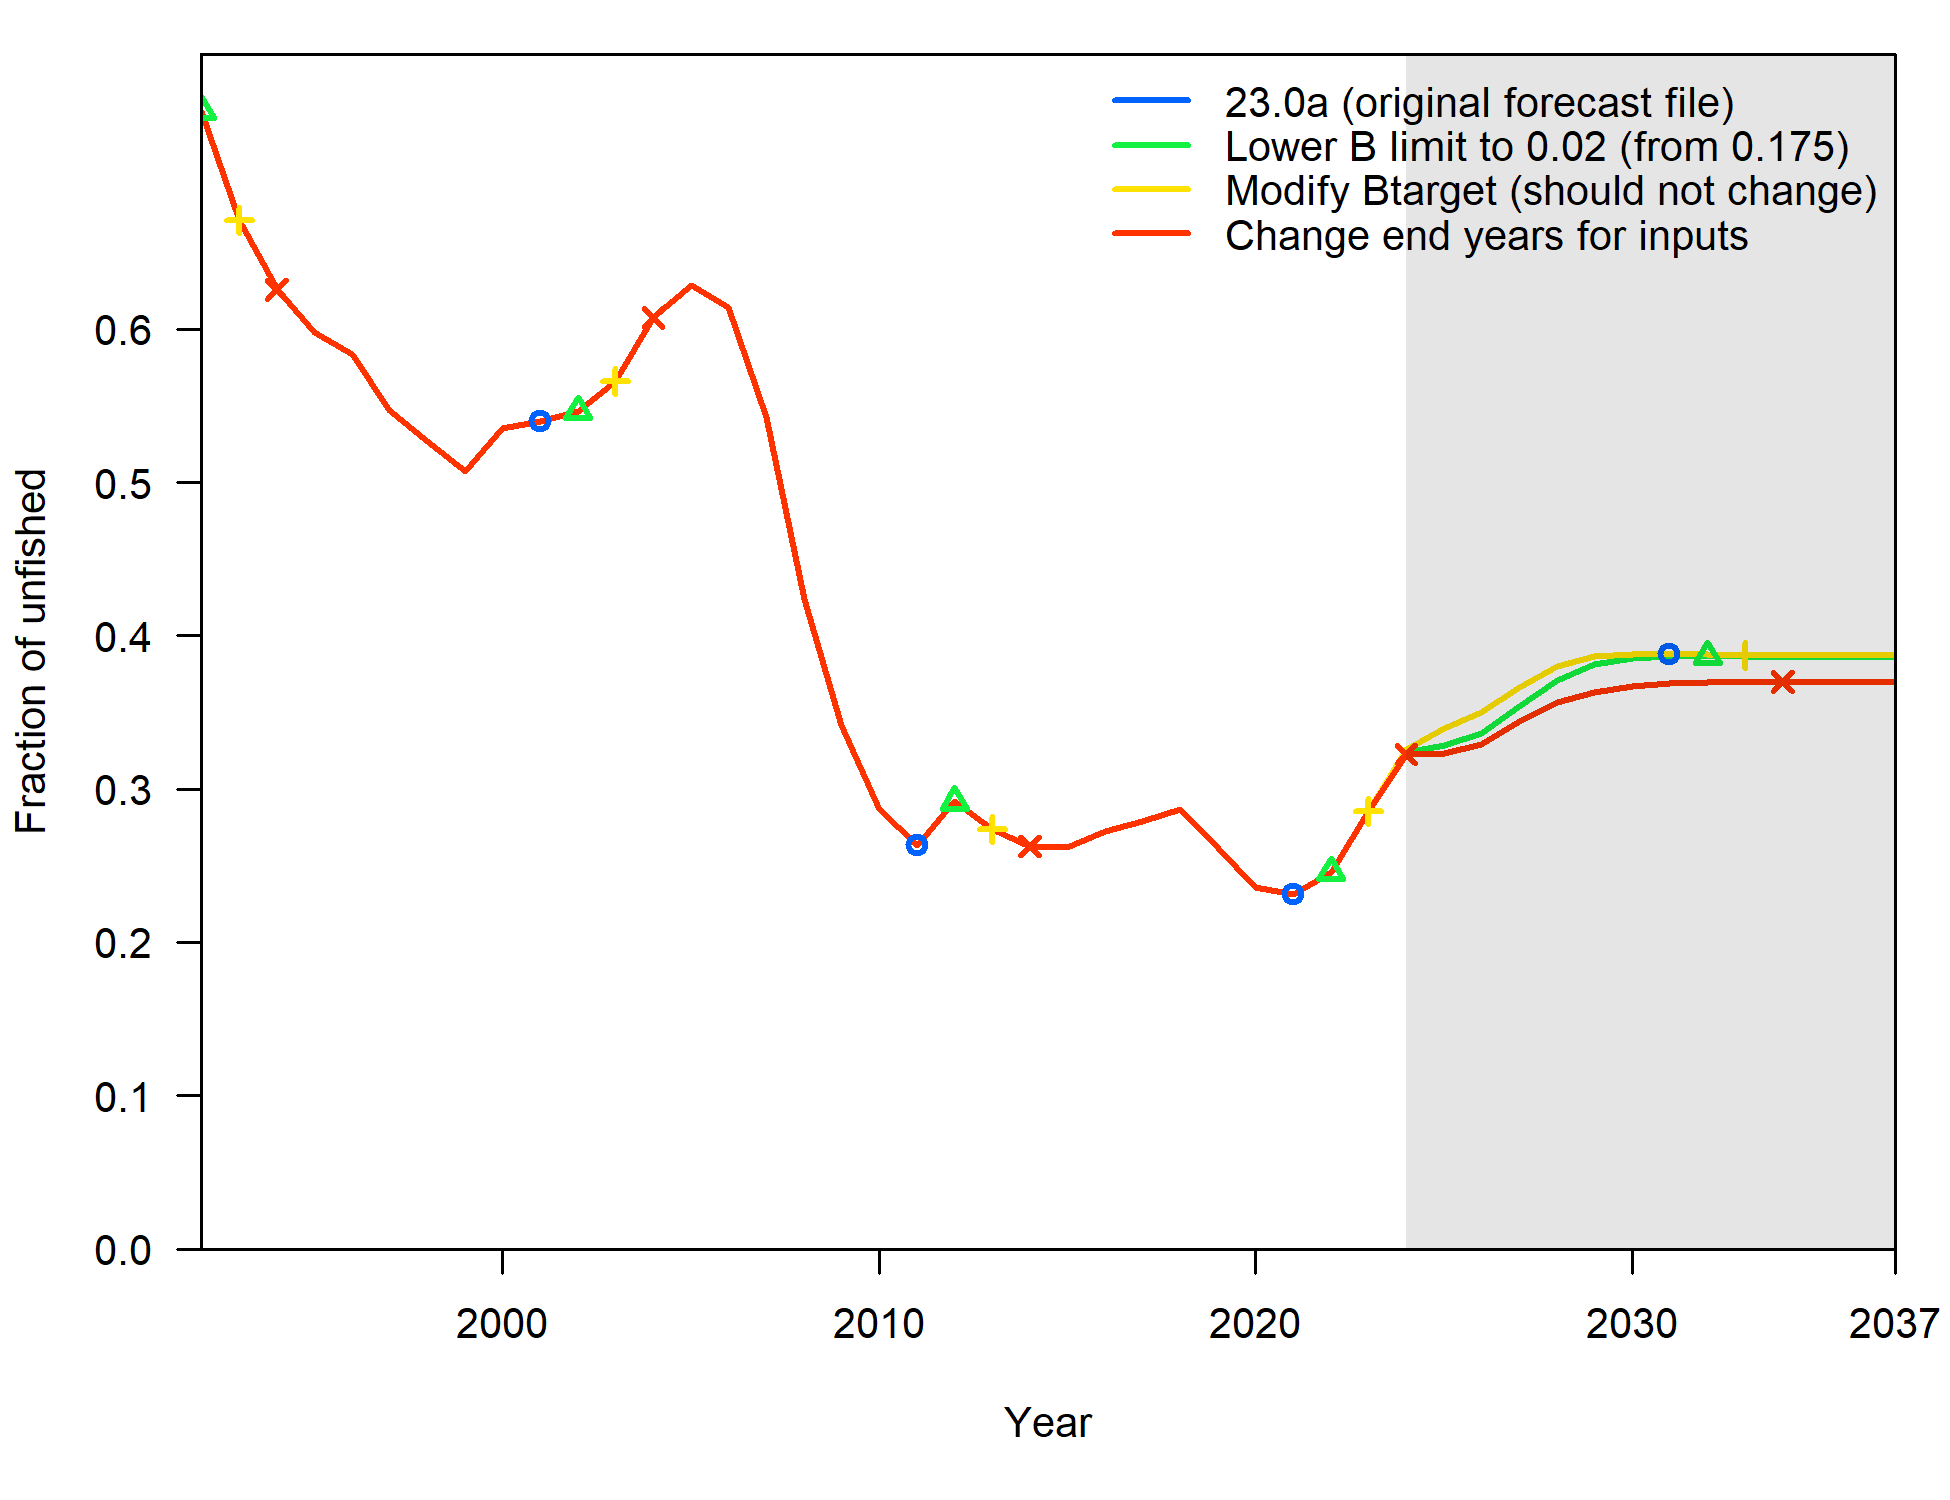 23.0a (original forecast file)
Lower B limit to 0.02 (from 0.175)
Modify Btarget (should not change)
Change end years for inputs
Fraction of unfished
0.6
0.5
0.4
0.3
0.2
0.1
0.0
2000 2010 2020 2030 2037
Year